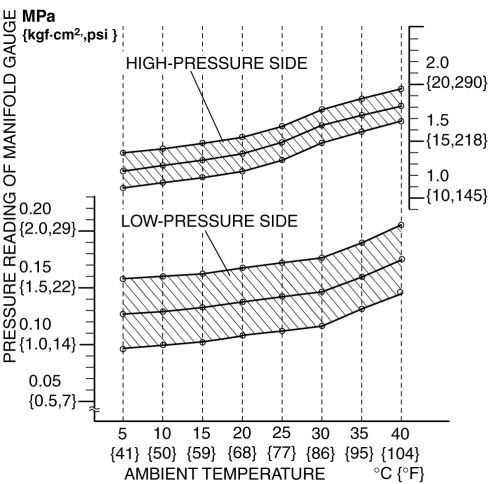 MPa
{kgf·cm²·,psi }
PRESSURE READING OF MANIFOLD GAUGE
HIGH-PRESSURE SIDE
2.0
{20,290}
1.5
{15,218}
1.0
{10,145}
LOW-PRESSURE SIDE
0.20
{2.0,29}
0.15
{1.5,22}
0.10
{1.0,14}
0.05
{0.5,7}
5 10 15 20 25 30 35 40
{41} {50} {59} {68} {77} {86} {95} {104}
AMBIENT TEMPERATURE °C {°F}